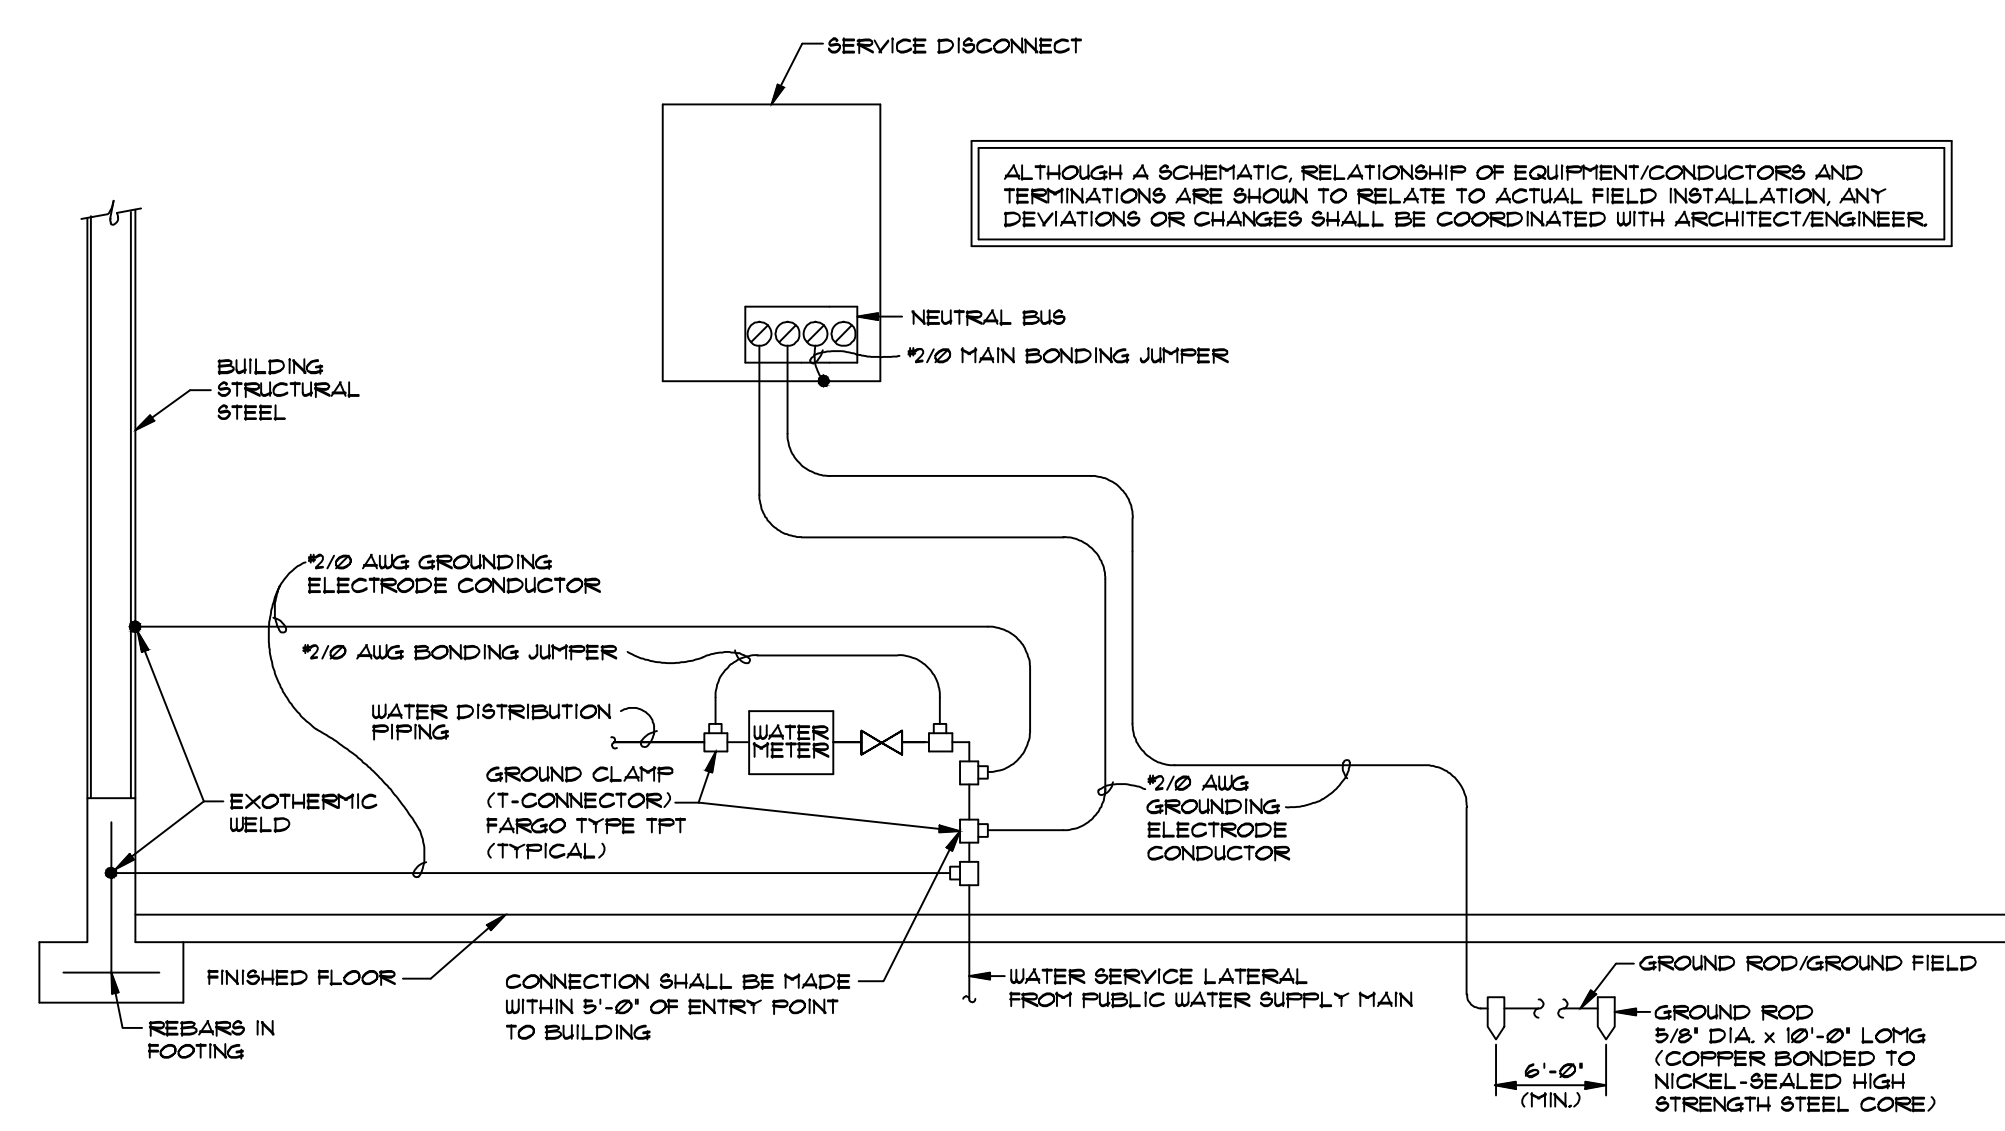 SERVICE DISCONNECT
ALTHOUGH A SCHEMATIC, RELATIONSHIP OF EQUIPMENT/CONDUCTORS AND
TERMINATIONS ARE SHOWN TO RELATE TO ACTUAL FIELD INSTALLATION, ANY
DEVIATIONS OR CHANGES SHALL BE COORDINATED WITH ARCHITECT/ENGINEER.
NEUTRAL BUS
#2/0 MAIN BONDING JUMPER
BUILDING
STRUCTURAL
STEEL
#2/0 AWG GROUNDING
ELECTRODE CONDUCTOR
#2/0 AWG BONDING JUMPER
WATER DISTRIBUTION
PIPING
WATER
METER
GROUND CLAMP
(T-CONNECTOR)
FARGO TYPE TPT
(TYPICAL)
EXOTHERMIC
WELD
#2/0 AWG
GROUNDING
ELECTRODE
CONDUCTOR
FINISHED FLOOR
CONNECTION SHALL BE MADE
WITHIN 5'-0" OF ENTRY POINT
TO BUILDING
WATER SERVICE LATERAL
FROM PUBLIC WATER SUPPLY MAIN
REBARS IN
FOOTING
GROUND ROD/GROUND FIELD
GROUND ROD
5/8" DIA. x 10'-0" LOMG
(COPPER BONDED TO
NICKEL-SEALED HIGH
STRENGTH STEEL CORE)
6'-0"
(MIN.)